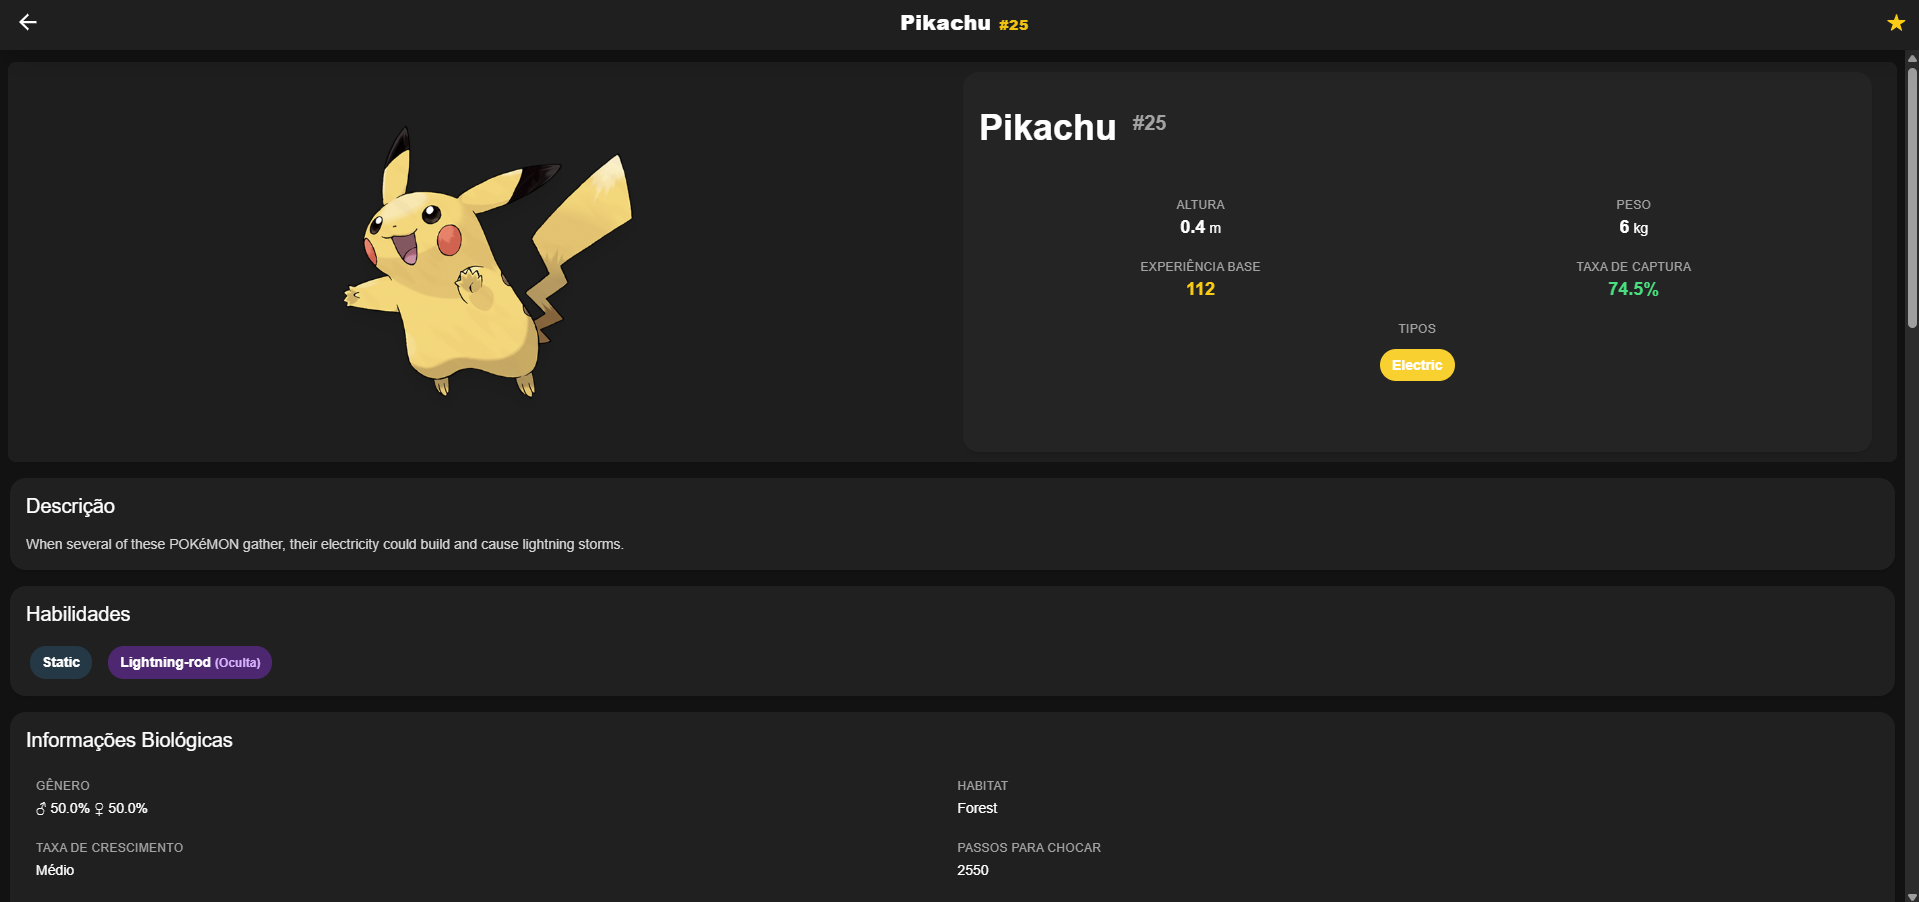 Pikachu #25
Pikachu #25
ALTURA
0.4 m
PESO
6 kg
EXPERIÊNCIA BASE
112
TAXA DE CAPTURA
74.5%
TIPOS
Electric
Descrição
When several of these POKéMON gather, their electricity could build and cause lightning storms.
Habilidades
Static
Lightning-rod (Oculta)
Informações Biológicas
GÊNERO
♂ 50.0% ♀ 50.0%
HABITAT
Forest
TAXA DE CRESCIMENTO
Médio
PASSOS PARA CHOCAR
2550